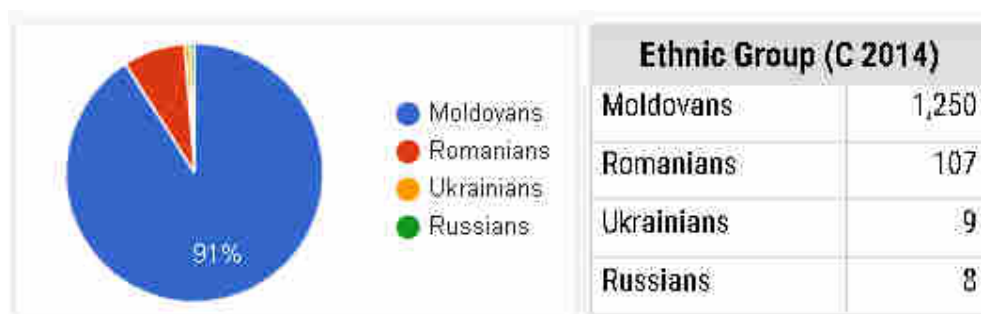 91%
Moldovans
Romanians
Ukrainians
Russians
Ethnic Group (C 2014)
Moldovans 1,250
Romanians 107
Ukrainians 9
Russians 8